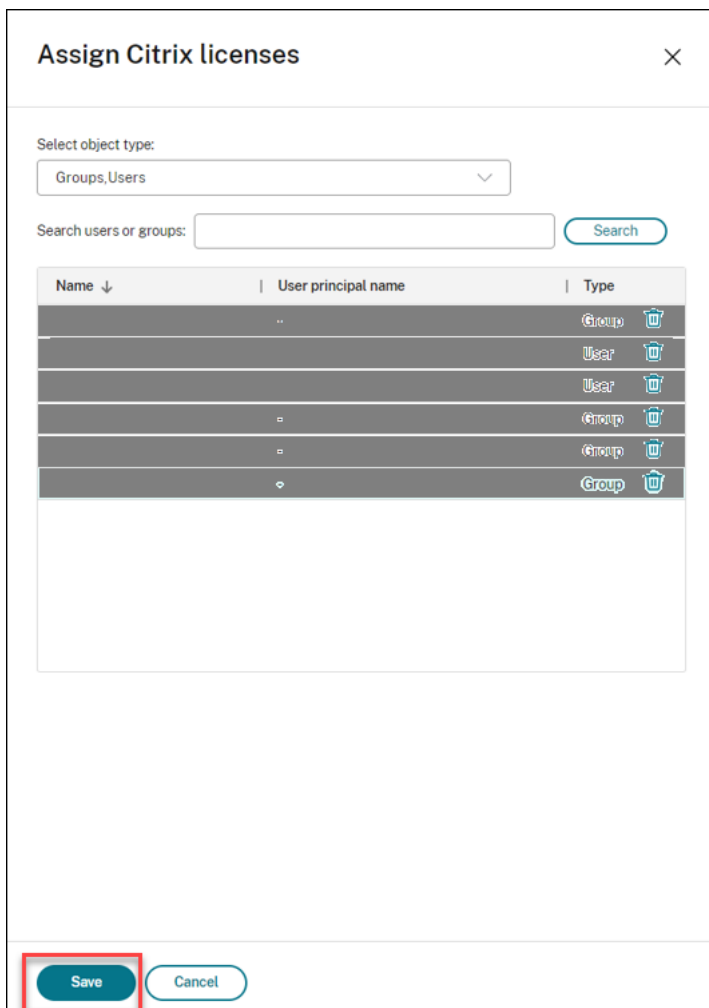 Assign Citrix licenses
Select object type:
Groups,Users
Search users or groups: Search
Name ↓ | User principal name | Type
Group
User
User
Group
Group
Group
Save Cancel